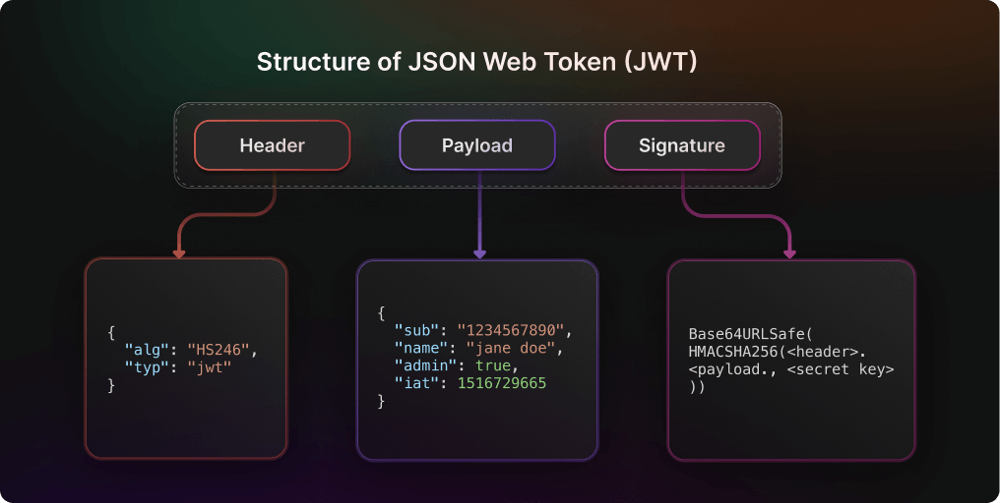 Structure of JSON Web Token (JWT)
Header
Payload
Signature
{
"alg": "HS246",
"typ": "jwt"
}
{
"sub": "1234567890",
"name": "jane doe",
"admin": true,
"iat": 1516729665
}
Base64URLSafe(
HMACSHA256(<header>.
<payload., <secret key>
))